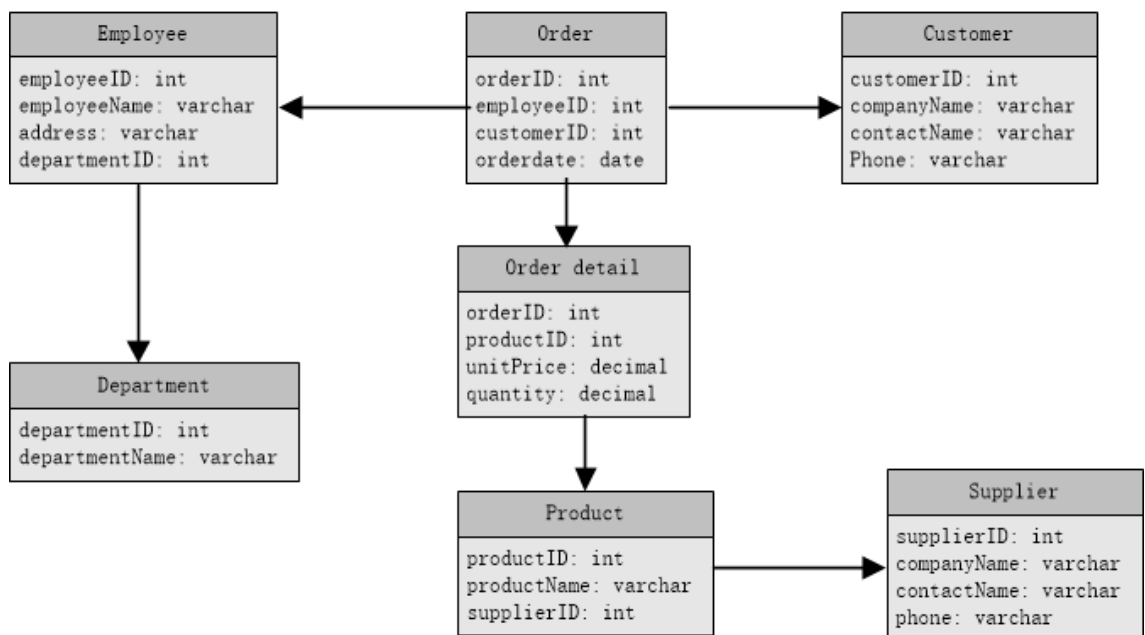 Employee
employeeID: int
employeeName: varchar
address: varchar
departmentID: int
Order
orderID: int
employeeID: int
customerID: int
orderdate: date
Customer
customerID: int
companyName: varchar
contactName: varchar
Phone: varchar
Order detail
orderID: int
productID: int
unitPrice: decimal
quantity: decimal
Department
departmentID: int
departmentName: varchar
Product
productID: int
productName: varchar
supplierID: int
Supplier
supplierID: int
companyName: varchar
contactName: varchar
phone: varchar